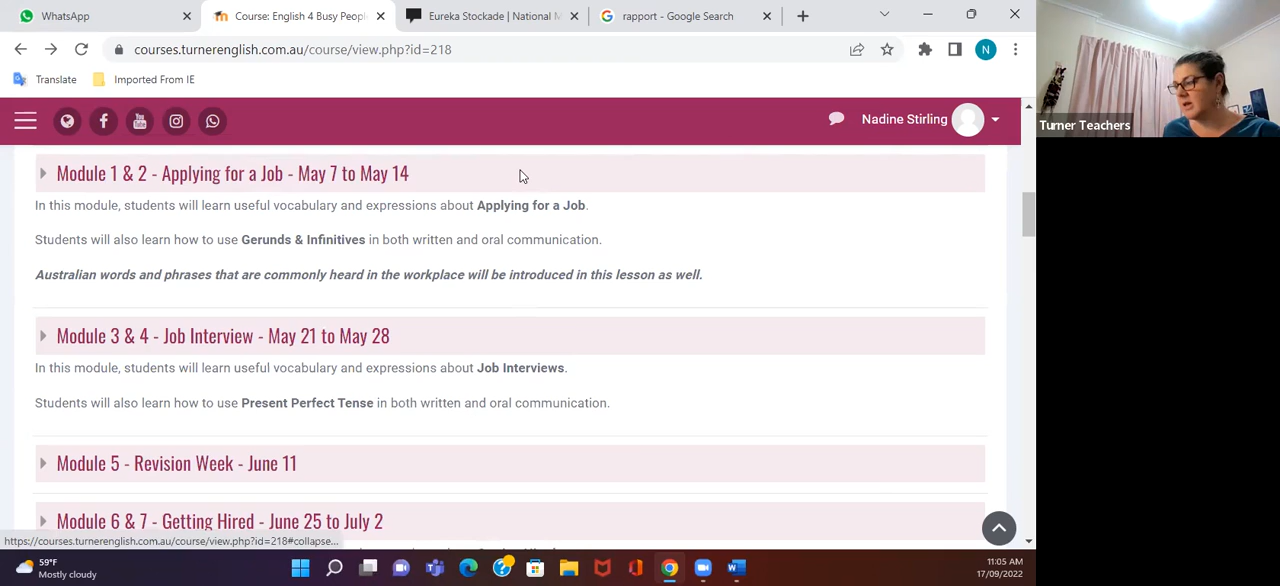 WhatsApp
Course: English 4 Busy Peopl
Eureka Stockade | National M
rapport - Google Search
courses.turnerenglish.com.au/course/view.php?id=218
N
Translate
Imported From IE
Nadine Stirling
Turner Teachers
Module 1 & 2 - Applying for a Job - May 7 to May 14
In this module, students will learn useful vocabulary and expressions about Applying for a Job.
Students will also learn how to use Gerunds & Infinitives in both written and oral communication.
Australian words and phrases that are commonly heard in the workplace will be introduced in this lesson as well.
Module 3 & 4 - Job Interview - May 21 to May 28
In this module, students will learn useful vocabulary and expressions about Job Interviews.
Students will also learn how to use Present Perfect Tense in both written and oral communication.
Module 5 - Revision Week - June 11
Module 6 & 7 - Getting Hired - June 25 to July 2
https://courses.turnerenglish.com.au/course/view.php?id=218#collapse...
59°F
Mostly cloudy
11:05 AM
17/09/2022